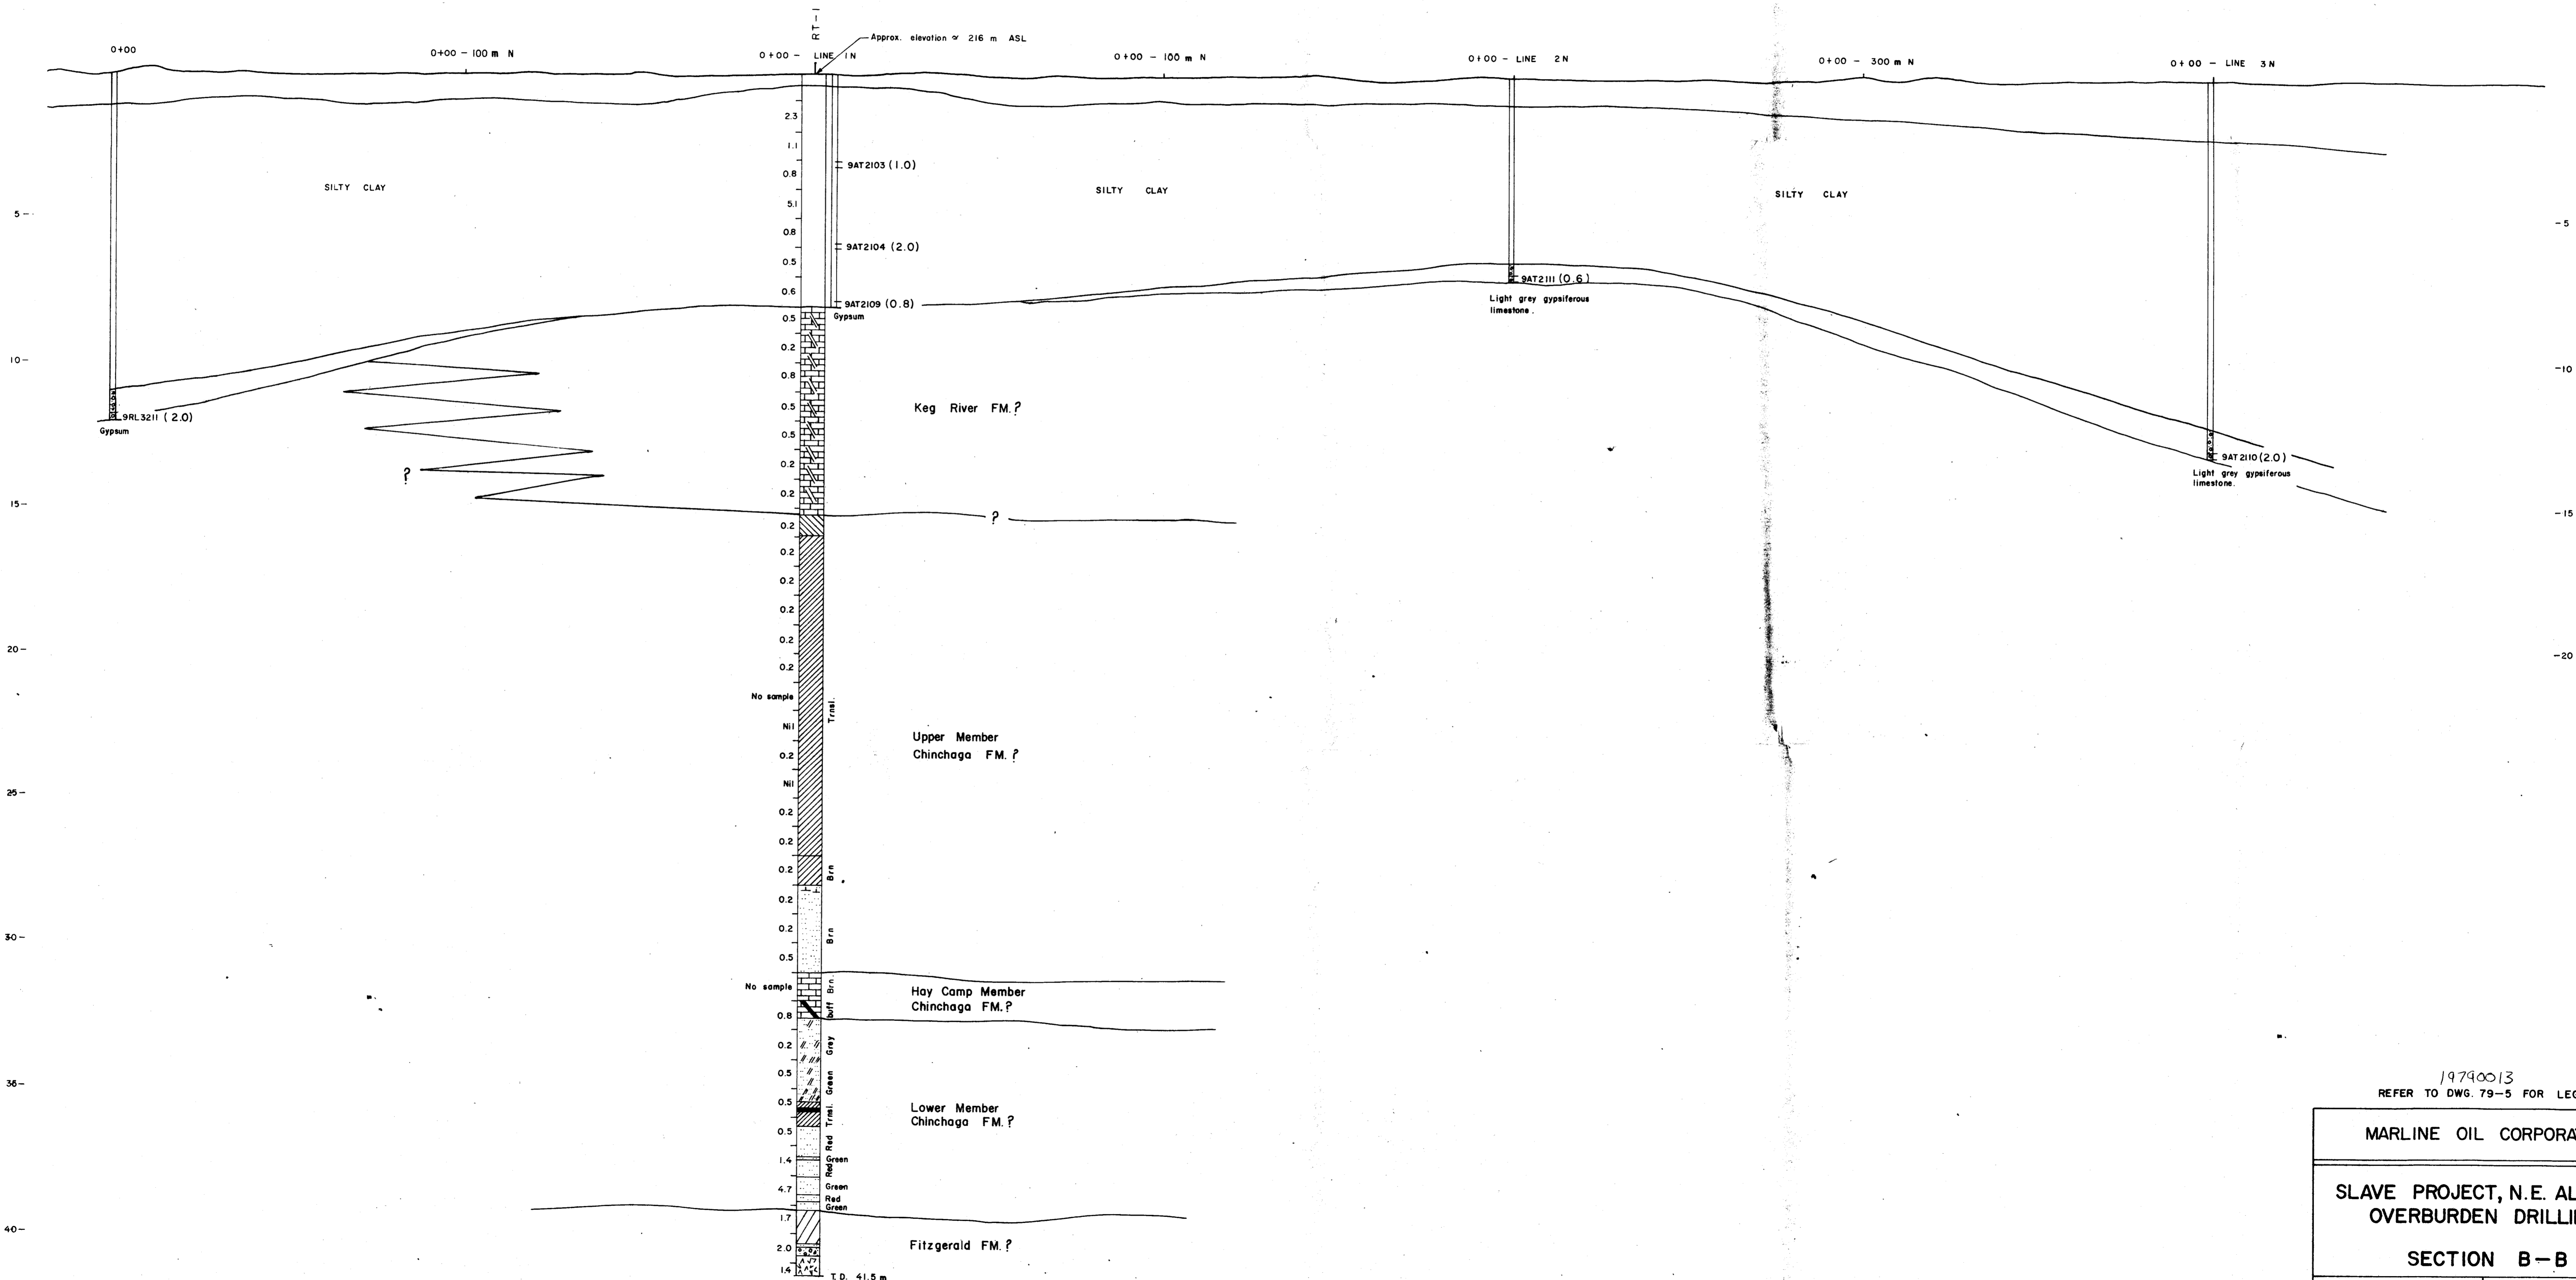 RT-1
Approx. elevation ≈ 216 m ASL
0+00
0+00 - 100 m N
0+00 - LINE 1N
0+00 - 100 m N
0+00 - LINE 2N
0+00 - 300 m N
0+00 - LINE 3N
2.3
1.1
9AT2103 (1.0)
0.8
SILTY CLAY
SILTY CLAY
SILTY CLAY
5.1
5-
-5
0.8
9AT2104 (2.0)
0.5
9AT2111 (0.6)
0.6
Light grey gypsiferous
limestone.
9AT2109 (0.8)
Gypsum
0.5
0.2
10-
-10
0.8
0.5
Keg River FM.?
9RL3211 (2.0)
Gypsum
0.5
0.2
9AT2110 (2.0)
Light grey gypsiferous
limestone.
?
0.2
15-
-15
?
0.2
0.2
0.2
0.2
0.2
20-
-20
0.2
No sample
Trnsl.
Nil
Upper Member
Chinchaga FM.?
0.2
Nil
25-
0.2
0.2
0.2
Brn
0.2
0.2
Brn
30-
0.5
No sample
Brn.
Hay Camp Member
Chinchaga FM.?
0.8
buff
0.2
Grey
0.5
Green
36-
0.5
Trnsl.
Lower Member
Chinchaga FM.?
0.5
Red
1.4
Green
Red
4.7
Green
Red
Green
1.7
40-
2.0
Fitzgerald FM.?
1.4
T.D. 41.5 m
19790013
REFER TO DWG. 79-5 FOR LEG
MARLINE OIL CORPORA
SLAVE PROJECT, N.E. AL
OVERBURDEN DRILLI
SECTION B-B